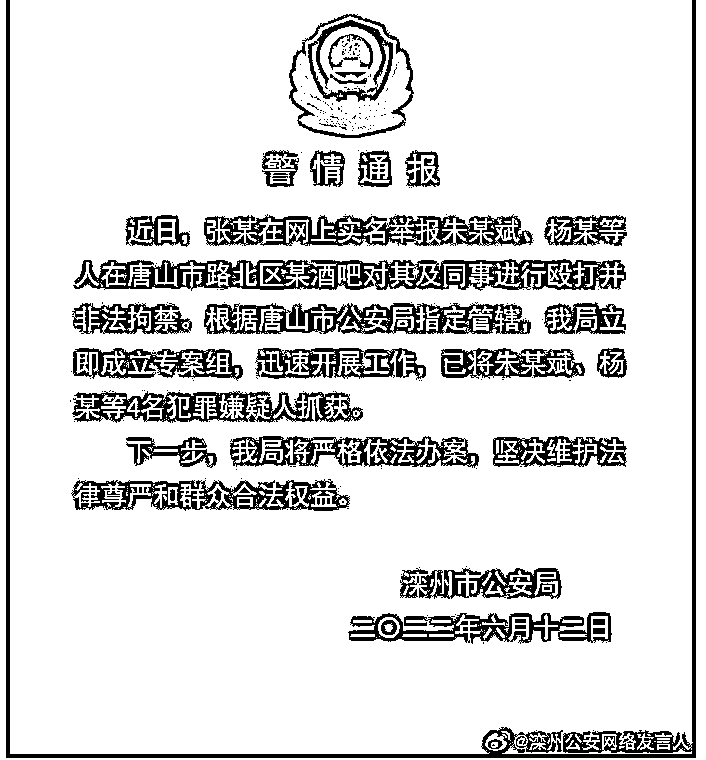 警情通报
近日，张某在网上实名举报朱某斌、杨某等
人在唐山市路北区某酒吧对其及同事进行殴打并
非法拘禁。根据唐山市公安局指定管辖，我局立
即成立专案组，迅速开展工作，已将朱某斌、杨
某等4名犯罪嫌疑人抓获。
下一步，我局将严格依法办案，坚决维护法
律尊严和群众合法权益。
滦州市公安局
二〇二二年六月十二日
@滦州公安网络发言人